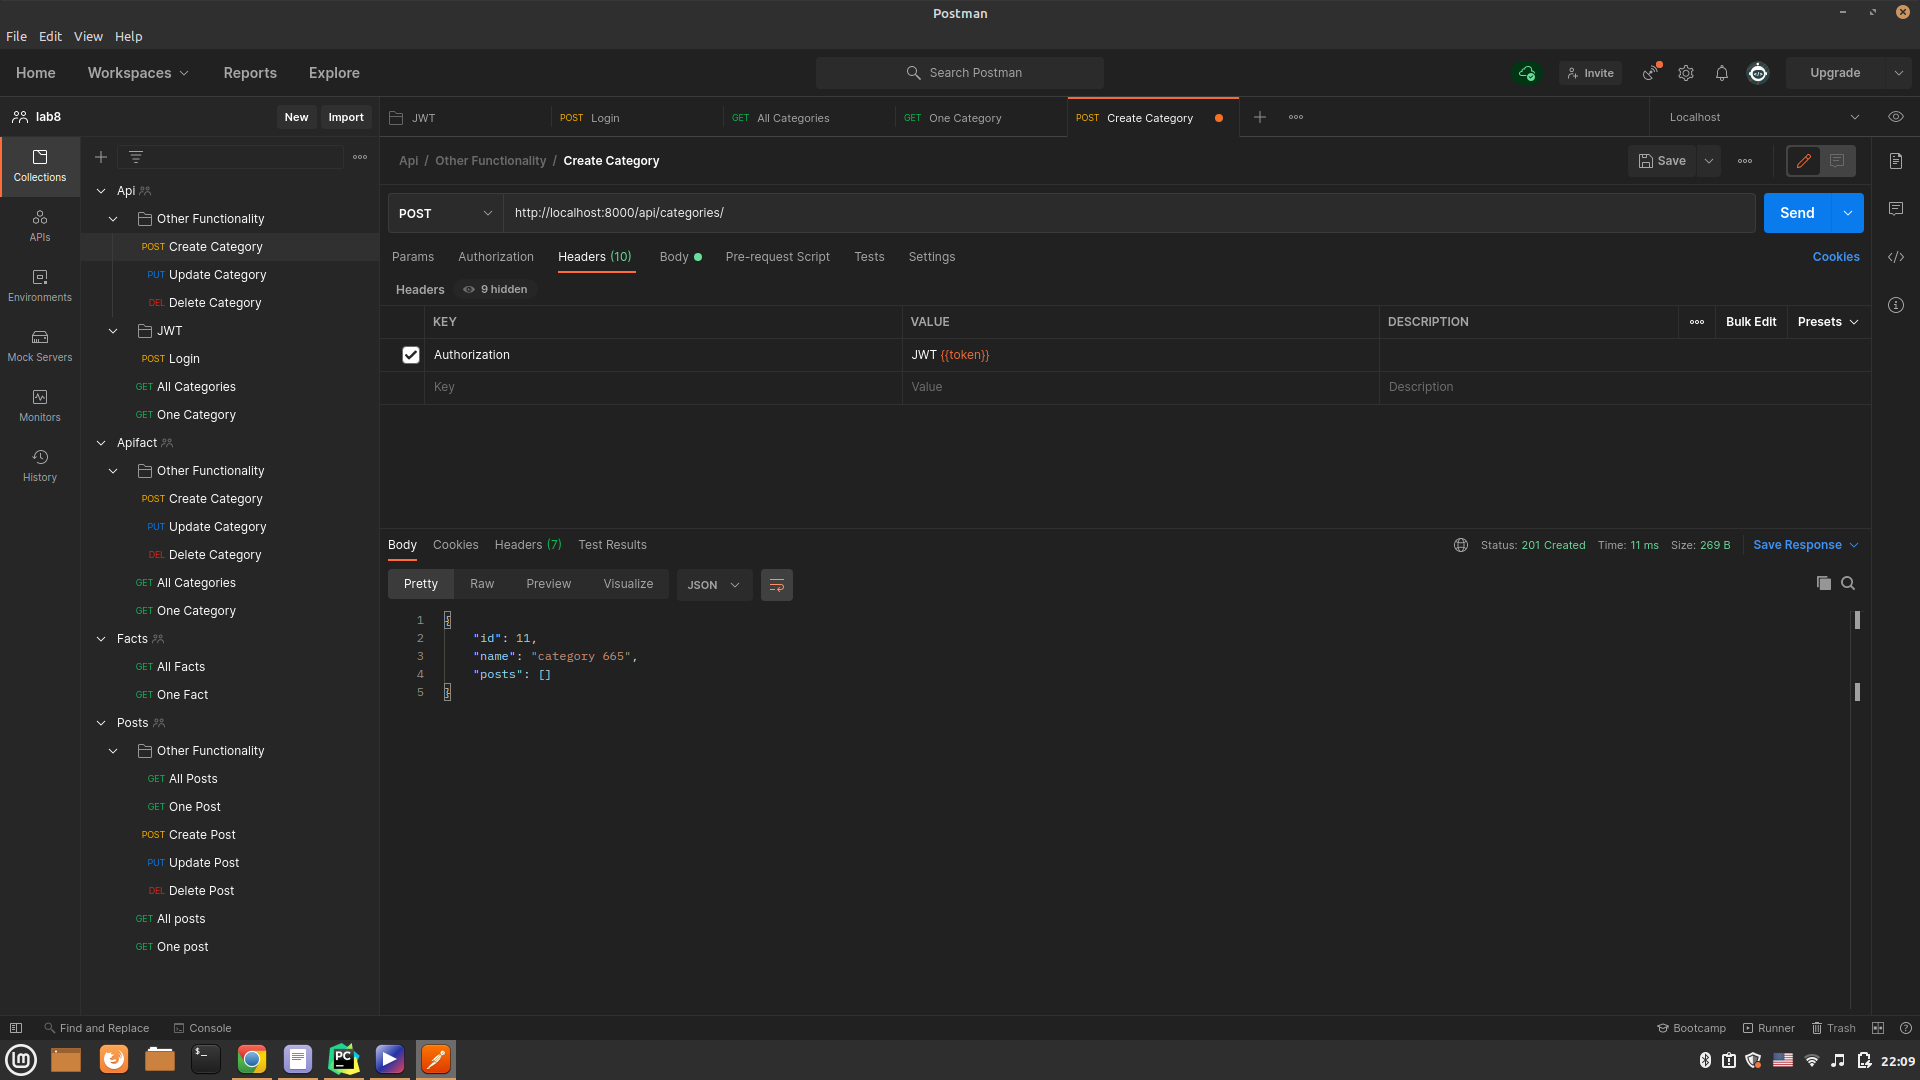 Postman
File Edit View Help
Home Workspaces Reports Explore Search Postman Invite Upgrade
lab8 New Import JWT POST Login GET All Categories GET One Category POST Create Category Localhost
Api / Other Functionality / Create Category Save
Collections
APIs
Environments
Mock Servers
Monitors
History
Api
Other Functionality
POST Create Category
PUT Update Category
DEL Delete Category
JWT
POST Login
GET All Categories
GET One Category
Apifact
Other Functionality
POST Create Category
PUT Update Category
DEL Delete Category
GET All Categories
GET One Category
Facts
GET All Facts
GET One Fact
Posts
Other Functionality
GET All Posts
GET One Post
POST Create Post
PUT Update Post
DEL Delete Post
GET All posts
GET One post
POST http://localhost:8000/api/categories/ Send
Params Authorization Headers (10) Body Pre-request Script Tests Settings Cookies
Headers 9 hidden
KEY VALUE DESCRIPTION Bulk Edit Presets
Authorization JWT {{token}}
Key Value Description
Body Cookies Headers (7) Test Results Status: 201 Created Time: 11 ms Size: 269 B Save Response
Pretty Raw Preview Visualize JSON
1 {
2 "id": 11,
3 "name": "category 665",
4 "posts": []
5 }
Find and Replace Console Bootcamp Runner Trash
22:09